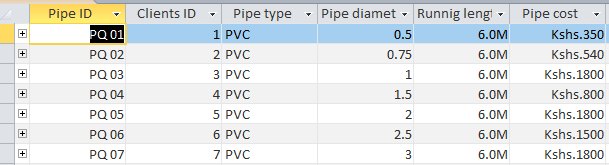 Pipe ID Clients ID Pipe type Pipe diamet Runnig lengt Pipe cost
PQ 01 1 PVC 0.5 6.0M Kshs.350
PQ 02 2 PVC 0.75 6.0M Kshs.540
PQ 03 3 PVC 1 6.0M Kshs.1800
PQ 04 4 PVC 1.5 6.0M Kshs.800
PQ 05 5 PVC 2 6.0M Kshs.1800
PQ 06 6 PVC 2.5 6.0M Kshs.1500
PQ 07 7 PVC 3 6.0M Kshs.1800